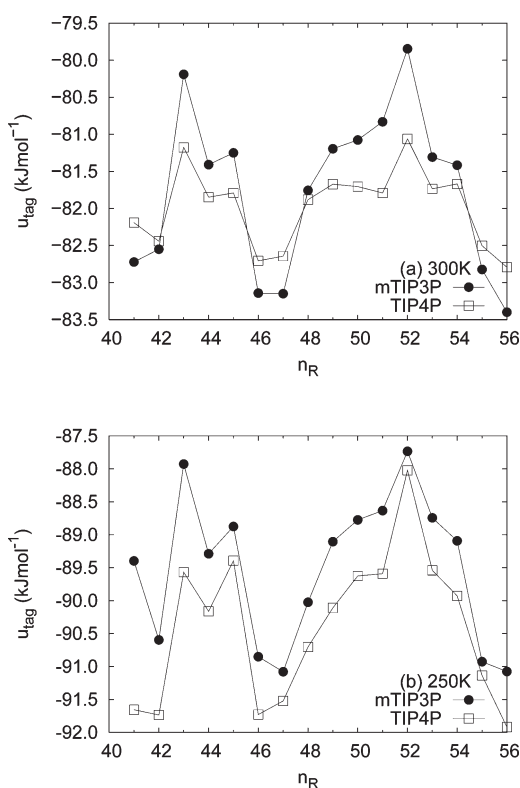 −79.5
−80.0
−80.5
−81.0
−81.5
−82.0
−82.5
−83.0
−83.5
u_tag (kJmol⁻¹)
(a) 300K
mTIP3P
TIP4P
40 42 44 46 48 50 52 54 56
n_R
-87.5
-88.0
-88.5
-89.0
-89.5
-90.0
-90.5
-91.0
-91.5
-92.0
u_tag (kJmol⁻¹)
(b) 250K
mTIP3P
TIP4P
40 42 44 46 48 50 52 54 56
n_R